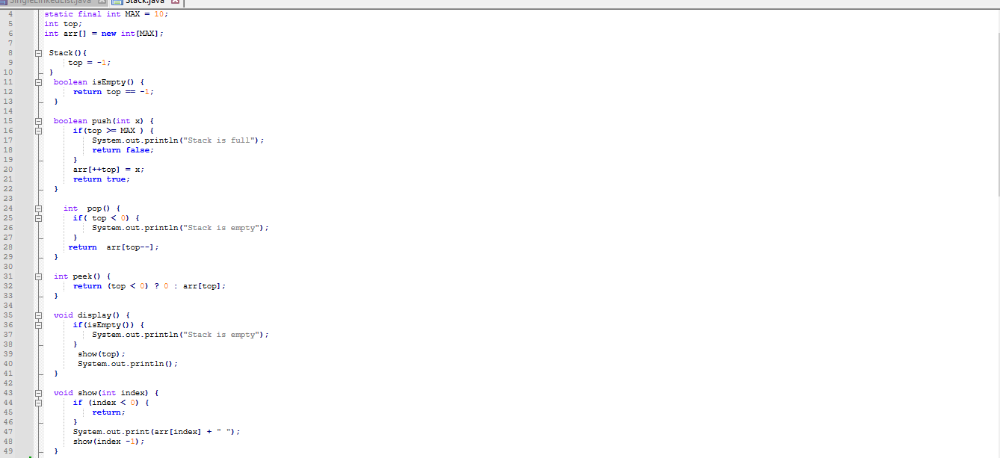 SingleLinkedList.java Stack.java
4 static final int MAX = 10;
5 int top;
6 int arr[] = new int[MAX];
7
8 Stack(){
9 top = -1;
10 }
11 boolean isEmpty() {
12 return top == -1;
13 }
14
15 boolean push(int x) {
16 if(top >= MAX ) {
17 System.out.println("Stack is full");
18 return false;
19 }
20 arr[++top] = x;
21 return true;
22 }
23
24 int  pop() {
25 if( top < 0) {
26 System.out.println("Stack is empty");
27 }
28 return  arr[top--];
29 }
30
31 int peek() {
32 return (top < 0) ? 0 : arr[top];
33 }
34
35 void display() {
36 if(isEmpty()) {
37 System.out.println("Stack is empty");
38 }
39 show(top);
40 System.out.println();
41 }
42
43 void show(int index) {
44 if (index < 0) {
45 return;
46 }
47 System.out.print(arr[index] + " ");
48 show(index -1);
49 }